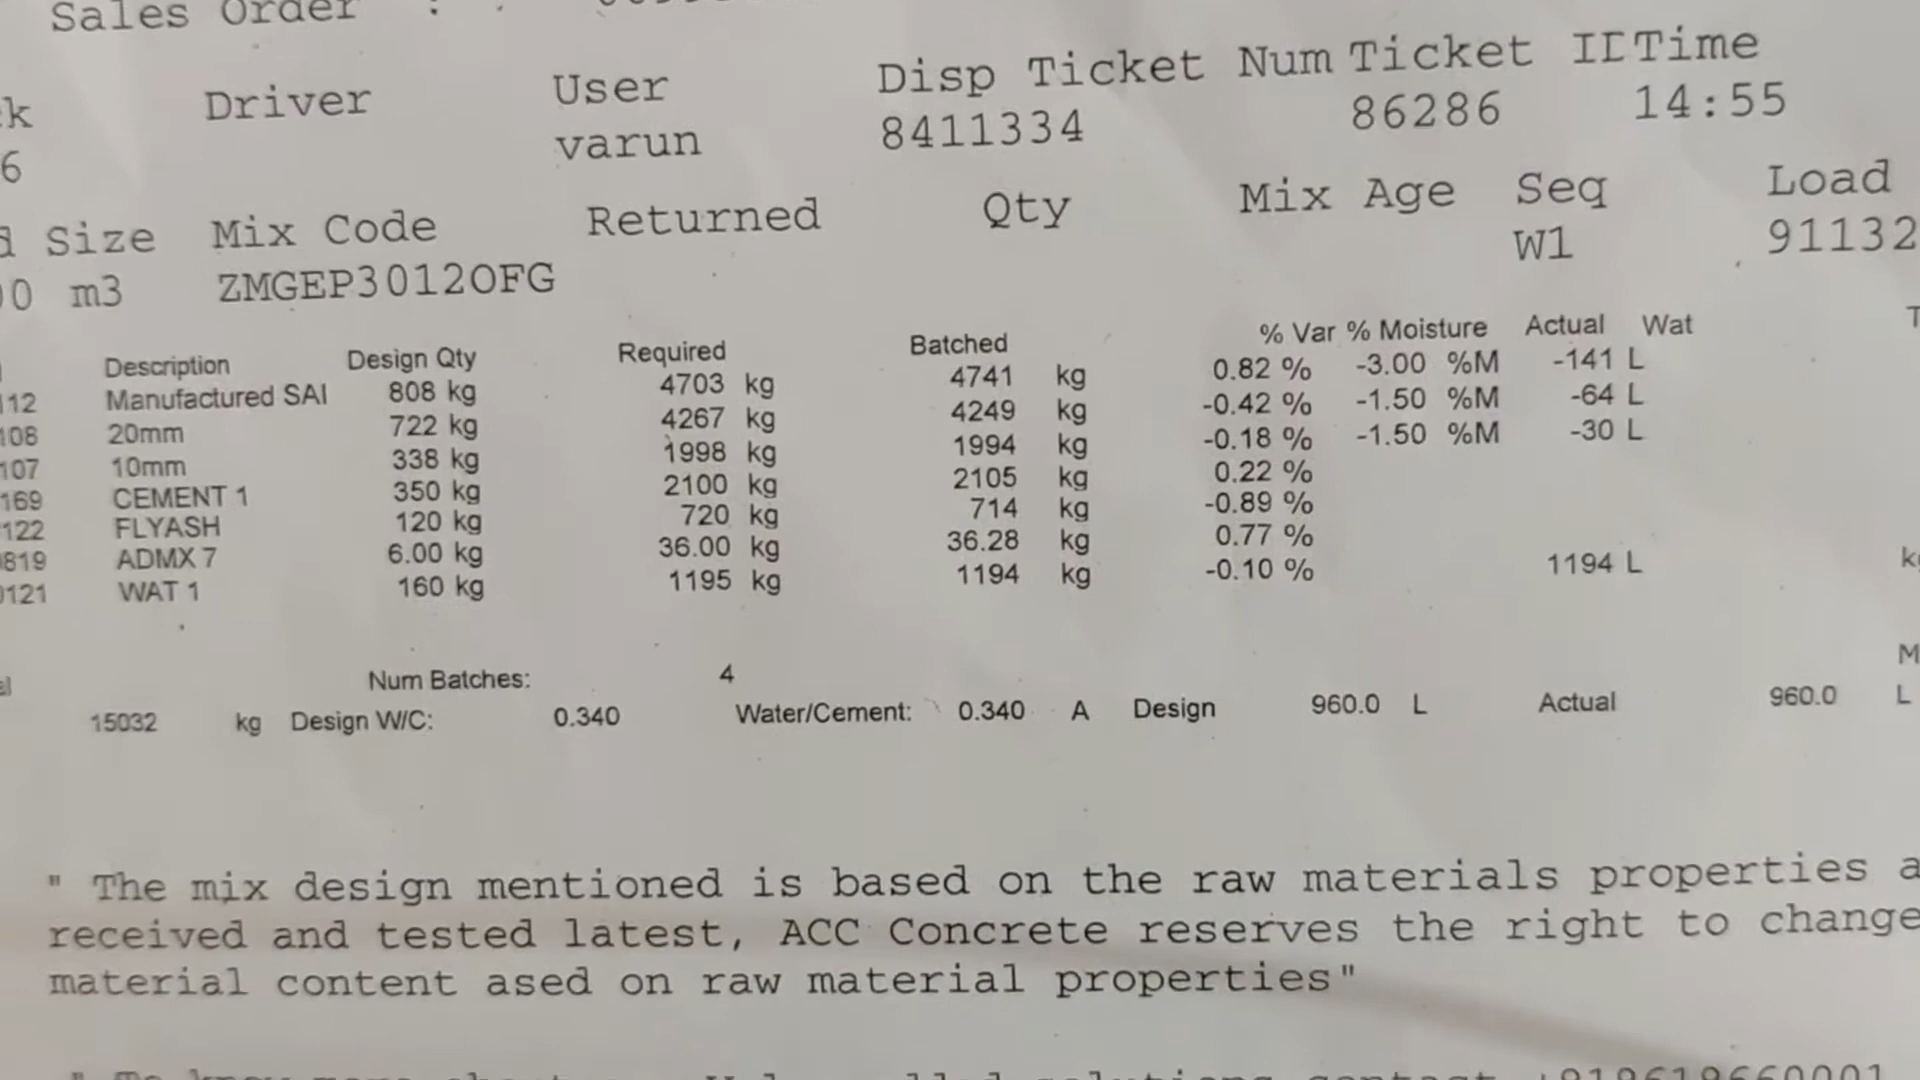 Sales Order :
Driver User Disp Ticket Num Ticket ID Time
6 varun 8411334 86286 14:55
Size Mix Code Returned Qty Mix Age Seq Load
m3 ZMGEP3012OFG W1 91132
Description Design Qty Required Batched % Var % Moisture Actual Wat
112 Manufactured SAI 808 kg 4703 kg 4741 kg 0.82 % -3.00 %M -141 L
108 20mm 722 kg 4267 kg 4249 kg -0.42 % -1.50 %M -64 L
107 10mm 338 kg 1998 kg 1994 kg -0.18 % -1.50 %M -30 L
169 CEMENT 1 350 kg 2100 kg 2105 kg 0.22 %
122 FLYASH 120 kg 720 kg 714 kg -0.89 %
819 ADMX 7 6.00 kg 36.00 kg 36.28 kg 0.77 %
0121 WAT 1 160 kg 1195 kg 1194 kg -0.10 % 1194 L
Num Batches: 4
15032 kg Design W/C: 0.340 Water/Cement: 0.340 A Design 960.0 L Actual 960.0 L
" The mix design mentioned is based on the raw materials properties a
received and tested latest, ACC Concrete reserves the right to change
material content ased on raw material properties"